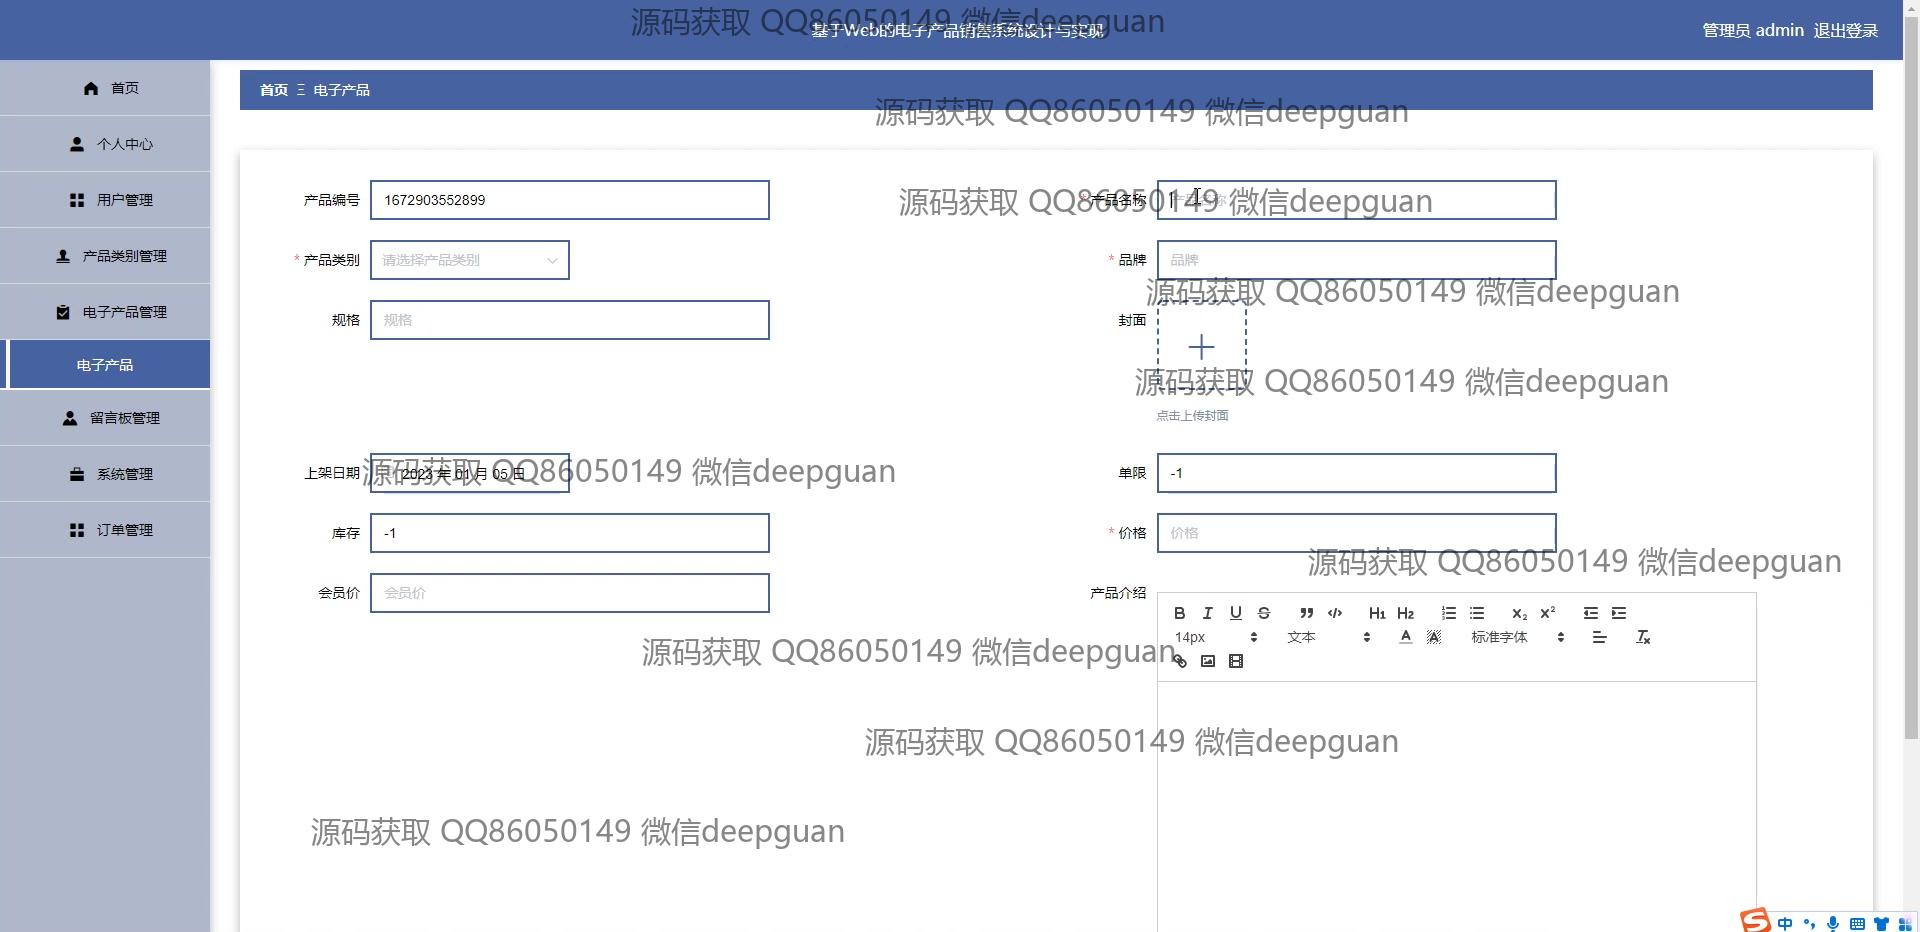 源码获取 QQ86050149 微信deepguan
基于Web的电子产品销售系统设计与实现
管理员 admin 退出登录
首页
个人中心
用户管理
产品类别管理
电子产品管理
电子产品
留言板管理
系统管理
订单管理
首页 Ξ 电子产品
源码获取 QQ86050149 微信deepguan
产品编号 1672903552899
* 产品名称 产品名称
源码获取 QQ86050149 微信deepguan
* 产品类别 请选择产品类别
* 品牌 品牌
源码获取 QQ86050149 微信deepguan
规格 规格
封面
源码获取 QQ86050149 微信deepguan
点击上传封面
上架日期 2023 年 01 月 05 日
源码获取 QQ86050149 微信deepguan
单限 -1
库存 -1
* 价格 价格
源码获取 QQ86050149 微信deepguan
会员价 会员价
产品介绍
B I U S H1 H2 X₂ X²
14px 文本 A A 标准字体 Tx
源码获取 QQ86050149 微信deepguan
源码获取 QQ86050149 微信deepguan
源码获取 QQ86050149 微信deepguan
S 中